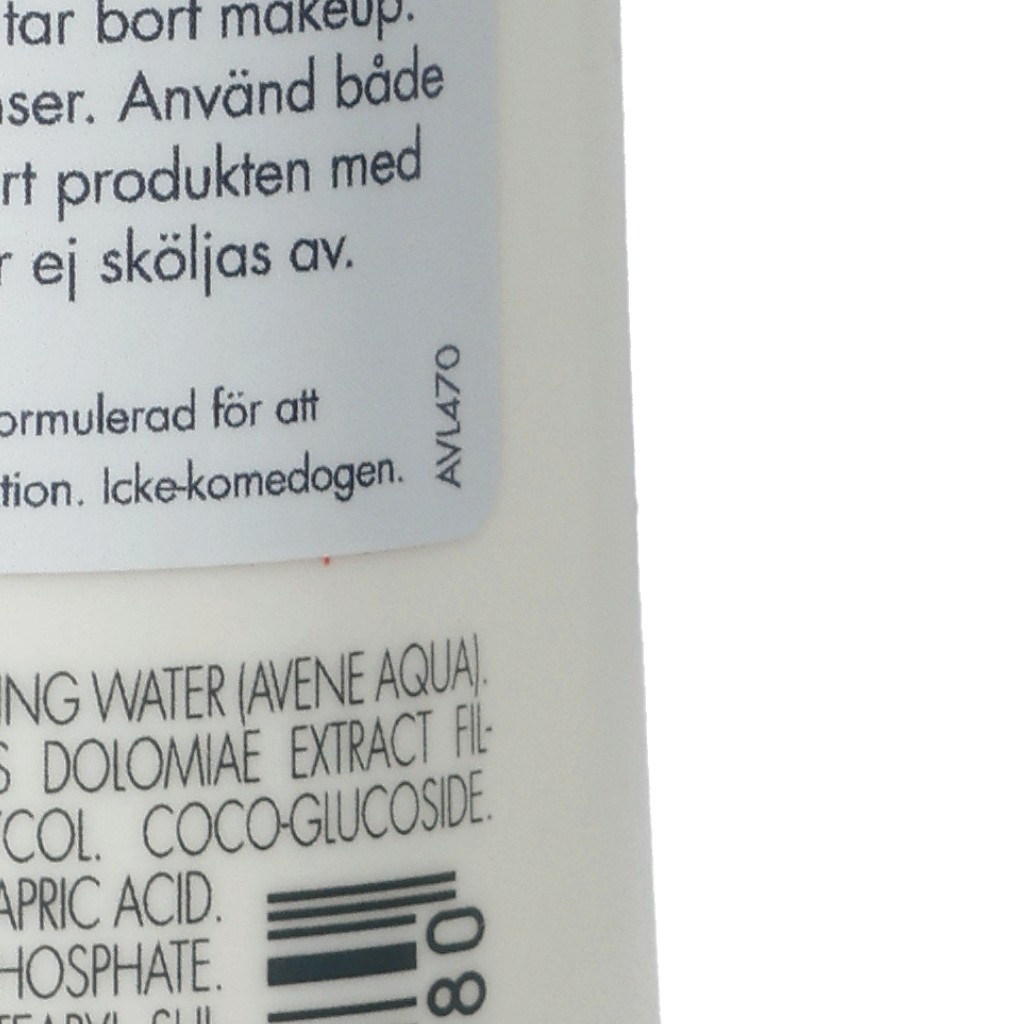 tar bort makeup.
ser. Använd både
rt produkten med
r ej sköljas av.
ormulerad för att
tion. Icke-komedogen.
AVL470
ING WATER (AVENE AQUA).
S DOLOMIAE EXTRACT FIL-
COL. COCO-GLUCOSIDE.
APRIC ACID.
HOSPHATE.
80